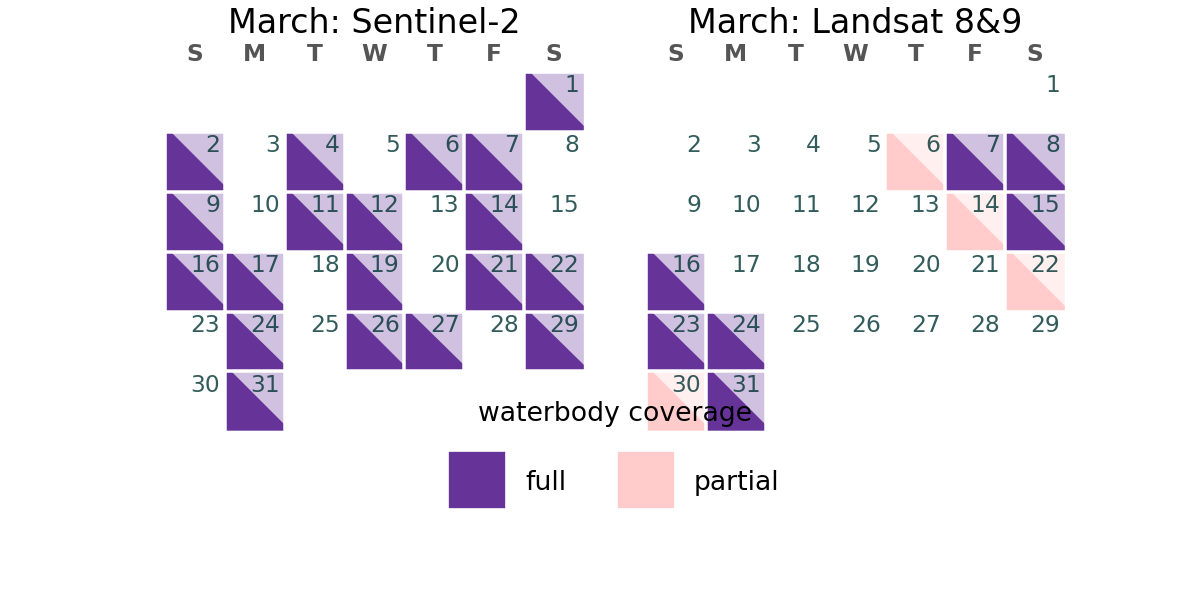 March: Sentinel-2
S M T W T F S
1
2 3 4 5 6 7 8
9 10 11 12 13 14 15
16 17 18 19 20 21 22
23 24 25 26 27 28 29
30 31
March: Landsat 8&9
S M T W T F S
1
2 3 4 5 6 7 8
9 10 11 12 13 14 15
16 17 18 19 20 21 22
23 24 25 26 27 28 29
30 31
waterbody coverage
full partial